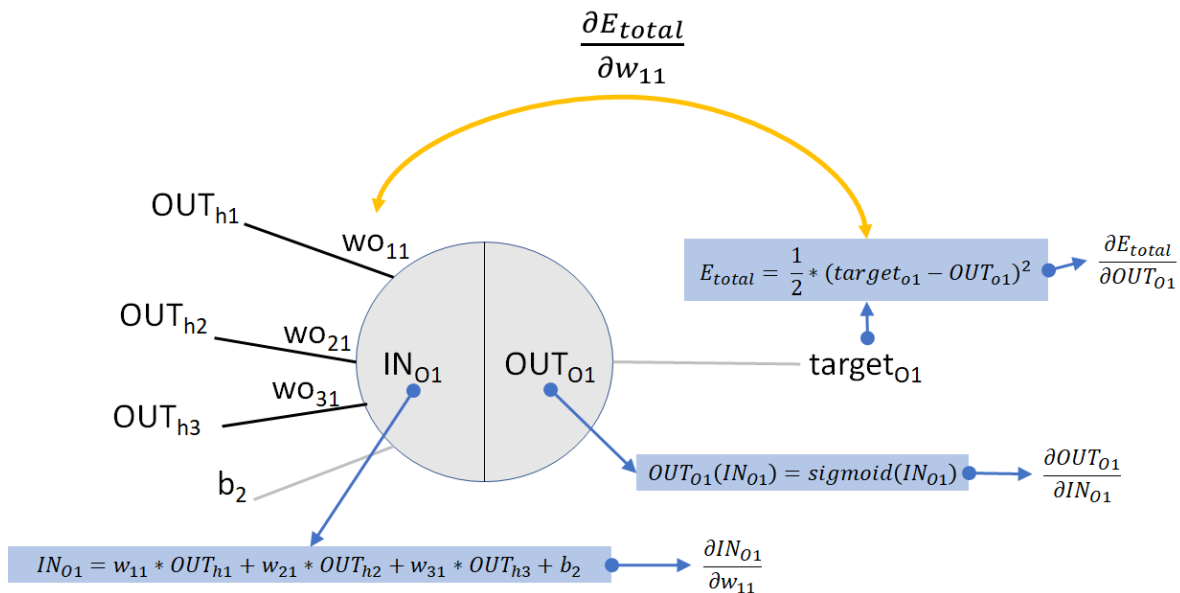 ∂E_total / ∂w_11
OUT_h1
wo_11
E_total = 1/2 * (target_o1 − OUT_o1)^2
∂E_total / ∂OUT_O1
OUT_h2
wo_21
IN_O1
OUT_O1
target_O1
wo_31
OUT_h3
b_2
OUT_O1(IN_O1) = sigmoid(IN_O1)
∂OUT_O1 / ∂IN_O1
IN_O1 = w_11 * OUT_h1 + w_21 * OUT_h2 + w_31 * OUT_h3 + b_2
∂IN_O1 / ∂w_11